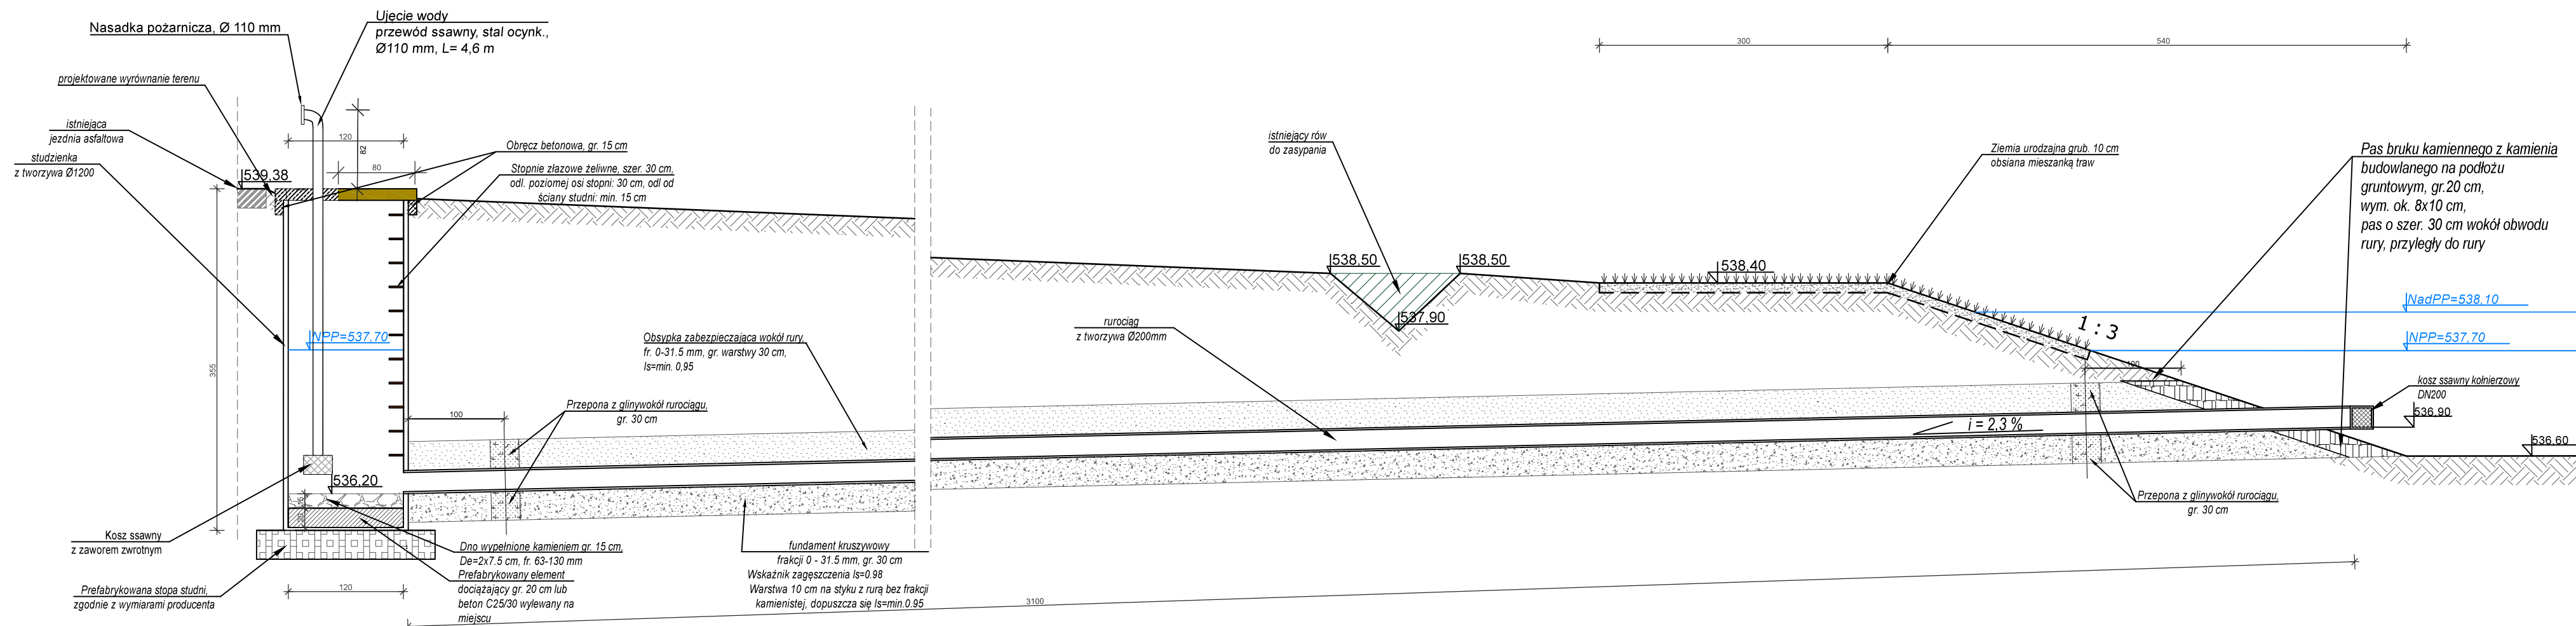 Nasadka pożarnicza, Ø 110 mm
Ujęcie wody
przewód ssawny, stal ocynk.,
Ø110 mm, L= 4,6 m
projektowane wyrównanie terenu
istniejąca
jezdnia asfaltowa
studzienka
z tworzywa Ø1200
539,38
120
82
80
Obręcz betonowa, gr. 15 cm
Stopnie złazowe żeliwne, szer. 30 cm,
odl. poziomej osi stopni: 30 cm, odl od
ściany studni: min. 15 cm
NPP=537,70
355
Obsypka zabezpieczająca wokół rury,
fr. 0-31.5 mm, gr. warstwy 30 cm,
Is=min. 0,95
100
Przepona z glinywokół rurociągu,
gr. 30 cm
536,20
15
20
Kosz ssawny
z zaworem zwrotnym
Prefabrykowana stopa studni,
zgodnie z wymiarami producenta
120
Dno wypełnione kamieniem gr. 15 cm,
De=2x7.5 cm, fr. 63-130 mm
Prefabrykowany element
dociążający gr. 20 cm lub
beton C25/30 wylewany na
miejscu
fundament kruszywowy
frakcji 0 - 31.5 mm, gr. 30 cm
Wskaźnik zagęszczenia Is=0.98
Warstwa 10 cm na styku z rurą bez frakcji
kamienistej, dopuszcza się Is=min.0.95
3100
istniejący rów
do zasypania
538,50
538,50
537,90
rurociąg
z tworzywa Ø200mm
300
540
538,40
Ziemia urodzajna grub. 10 cm
obsiana mieszanką traw
Pas bruku kamiennego z kamienia
budowlanego na podłożu
gruntowym, gr.20 cm,
wym. ok. 8x10 cm,
pas o szer. 30 cm wokół obwodu
rury, przyległy do rury
NadPP=538,10
1 : 3
NPP=537,70
100
kosz ssawny kołnierzowy
DN200
536,90
i = 2,3 %
536,60
Przepona z glinywokół rurociągu,
gr. 30 cm